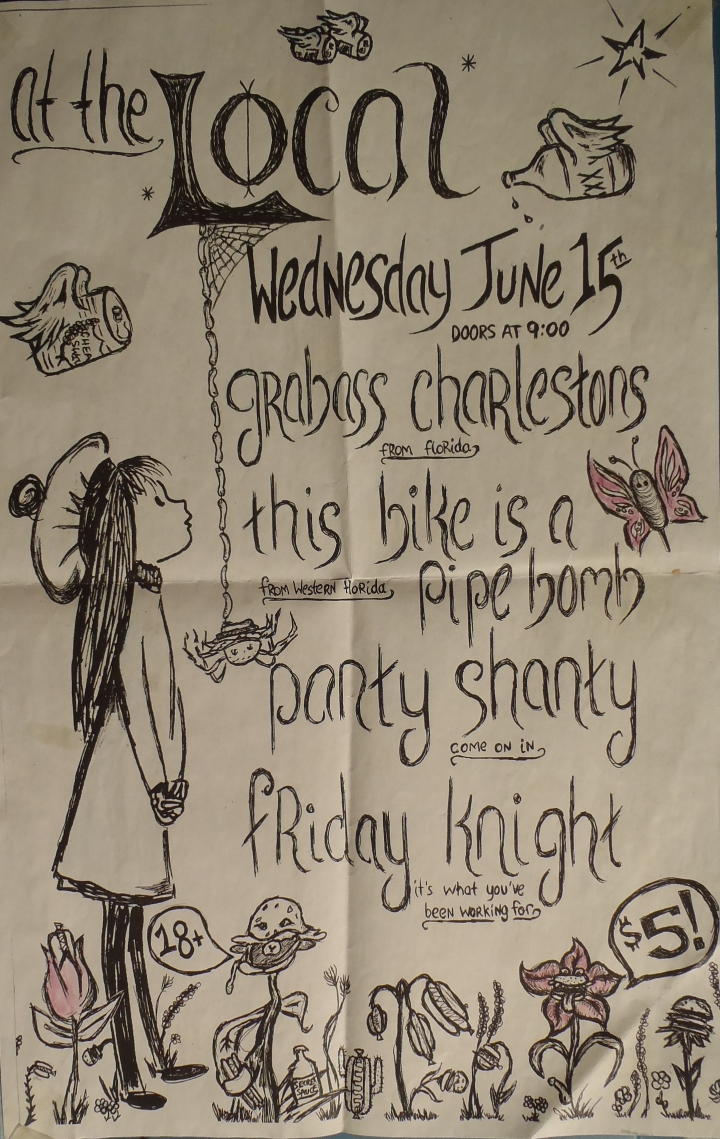 at the Local
Wednesday June 15th
DOORS AT 9:00
grabass charlestons
from florida
this bike is a
pipe bomb
from Western florida
panty shanty
come on in
friday knight
it's what you've
been working for
18+
$5!
SECRET
SAUCE